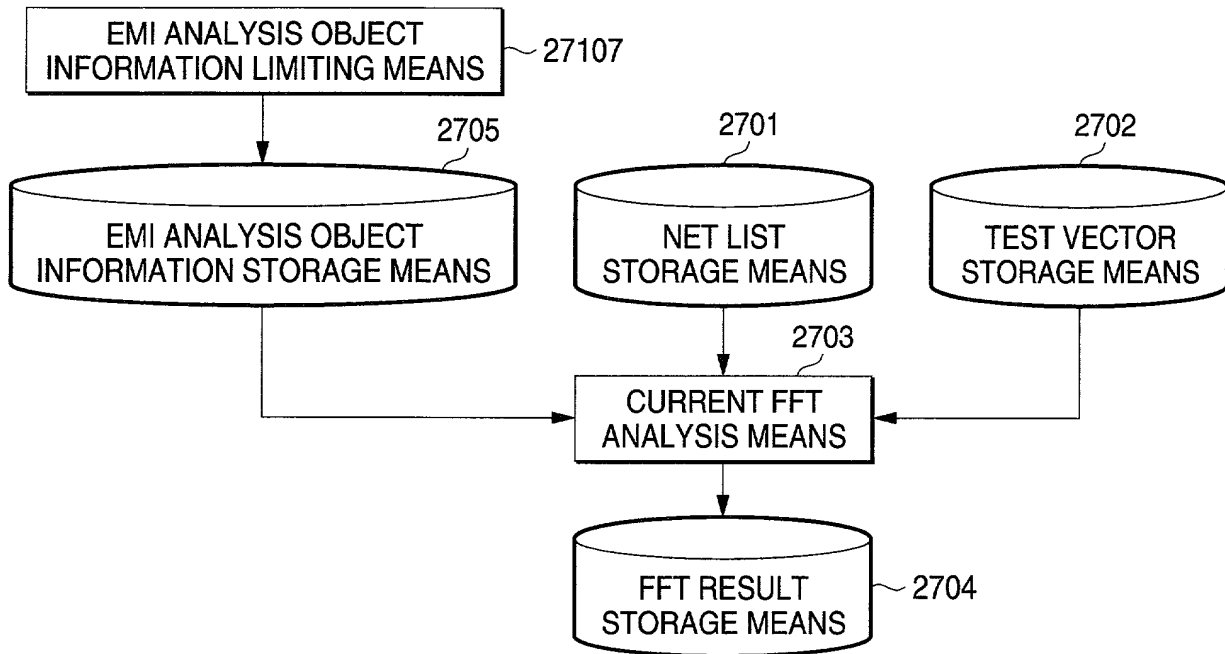 EMI ANALYSIS OBJECT
INFORMATION LIMITING MEANS
27107
2705
2701
2702
EMI ANALYSIS OBJECT
INFORMATION STORAGE MEANS
NET LIST
STORAGE MEANS
TEST VECTOR
STORAGE MEANS
2703
CURRENT FFT
ANALYSIS MEANS
FFT RESULT
STORAGE MEANS
2704